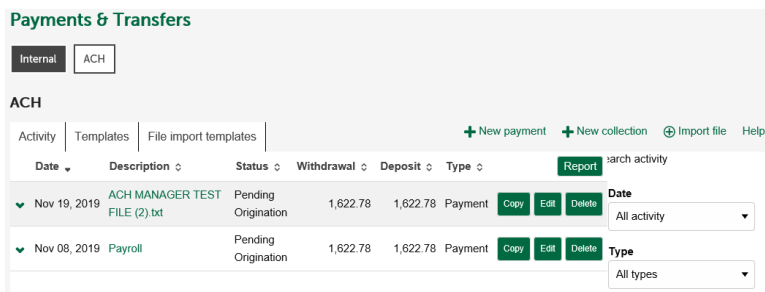 Payments & Transfers
Internal ACH
ACH
Activity Templates File import templates New payment New collection Import file Help
Date Description Status Withdrawal Deposit Type Report earch activity
Nov 19, 2019 ACH MANAGER TEST FILE (2).txt Pending Origination 1,622.78 1,622.78 Payment Copy Edit Delete
Date
All activity
Nov 08, 2019 Payroll Pending Origination 1,622.78 1,622.78 Payment Copy Edit Delete
Type
All types